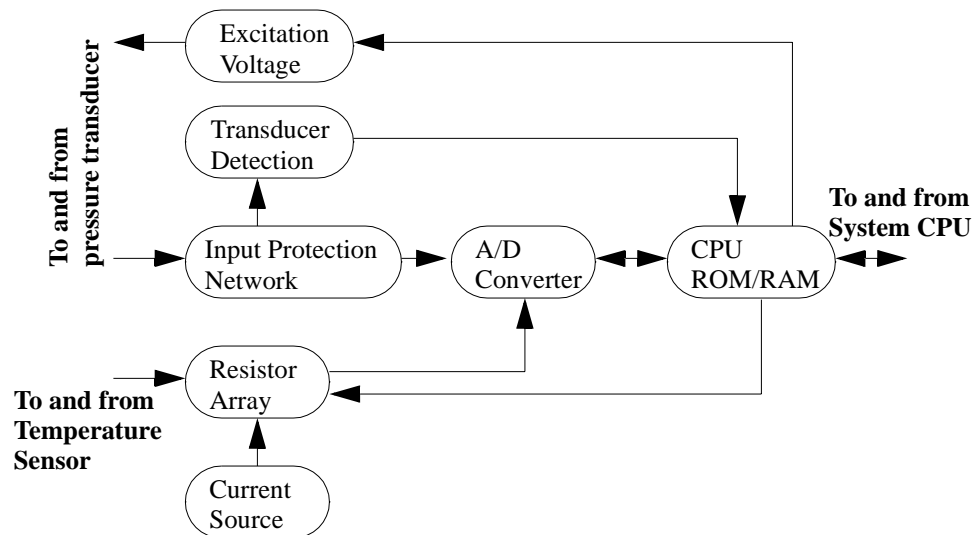 Excitation
Voltage
Transducer
Detection
To and from
pressure transducer
To and from
System CPU
Input Protection
Network
A/D
Converter
CPU
ROM/RAM
Resistor
Array
To and from
Temperature
Sensor
Current
Source